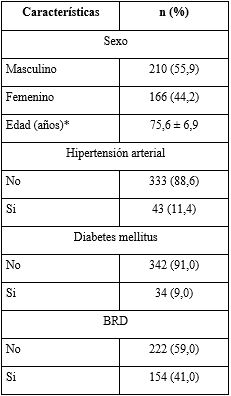 Características n (%)
Sexo
Masculino 210 (55,9)
Femenino 166 (44,2)
Edad (años)* 75,6 ± 6,9
Hipertensión arterial
No 333 (88,6)
Si 43 (11,4)
Diabetes mellitus
No 342 (91,0)
Si 34 (9,0)
BRD
No 222 (59,0)
Si 154 (41,0)